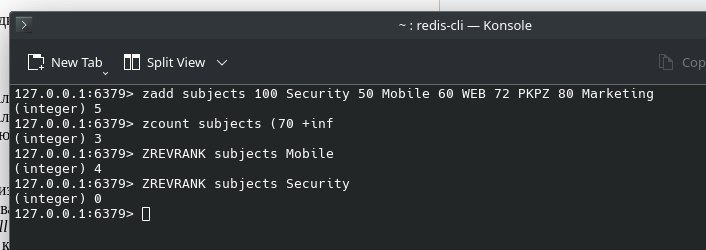 ~ : redis-cli — Konsole
New Tab
Split View
Cop
127.0.0.1:6379> zadd subjects 100 Security 50 Mobile 60 WEB 72 PKPZ 80 Marketing
(integer) 5
127.0.0.1:6379> zcount subjects (70 +inf
(integer) 3
127.0.0.1:6379> ZREVRANK subjects Mobile
(integer) 4
127.0.0.1:6379> ZREVRANK subjects Security
(integer) 0
127.0.0.1:6379>